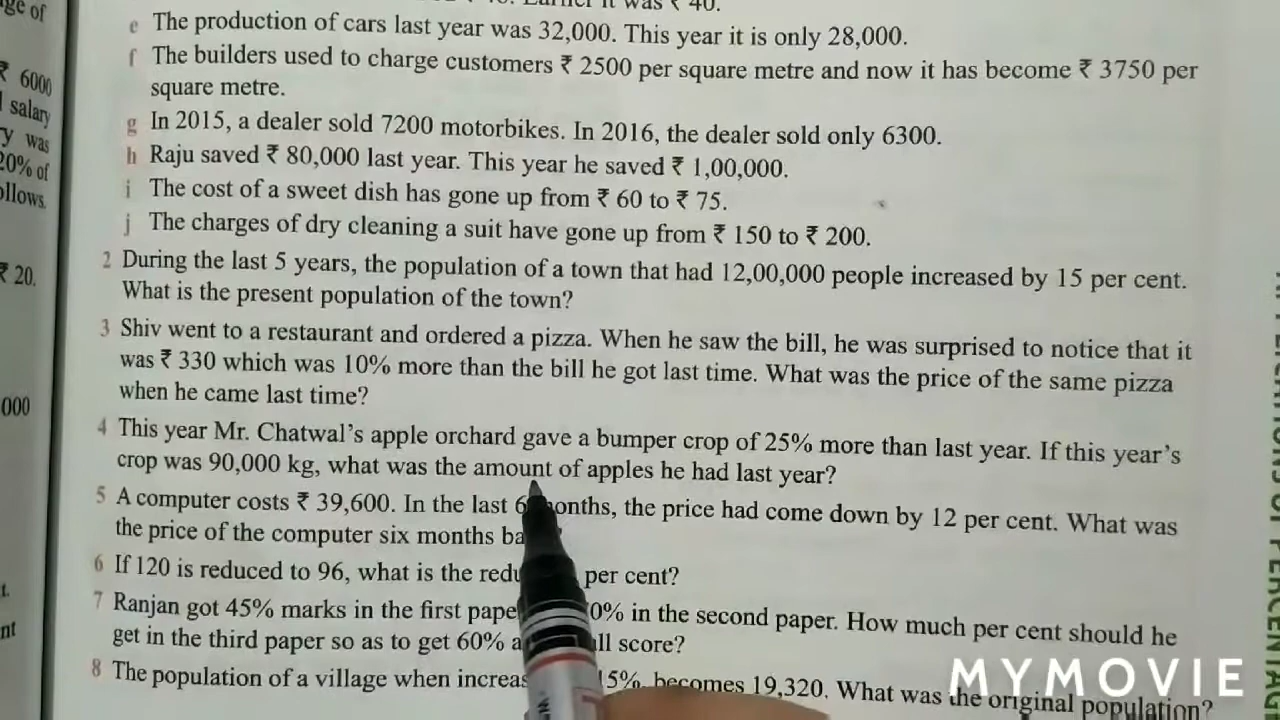 ge of
₹ 6000
salary
y was
20% of
ollows.
₹ 20.
000
t.
nt
it was ₹ 40.
e The production of cars last year was 32,000. This year it is only 28,000.
f The builders used to charge customers ₹ 2500 per square metre and now it has become ₹ 3750 per
square metre.
g In 2015, a dealer sold 7200 motorbikes. In 2016, the dealer sold only 6300.
h Raju saved ₹ 80,000 last year. This year he saved ₹ 1,00,000.
i The cost of a sweet dish has gone up from ₹ 60 to ₹ 75.
j The charges of dry cleaning a suit have gone up from ₹ 150 to ₹ 200.
2 During the last 5 years, the population of a town that had 12,00,000 people increased by 15 per cent.
What is the present population of the town?
3 Shiv went to a restaurant and ordered a pizza. When he saw the bill, he was surprised to notice that it
was ₹ 330 which was 10% more than the bill he got last time. What was the price of the same pizza
when he came last time?
4 This year Mr. Chatwal's apple orchard gave a bumper crop of 25% more than last year. If this year's
crop was 90,000 kg, what was the amount of apples he had last year?
5 A computer costs ₹ 39,600. In the last 6 months, the price had come down by 12 per cent. What was
the price of the computer six months ba
6 If 120 is reduced to 96, what is the redu per cent?
7 Ranjan got 45% marks in the first pape 0% in the second paper. How much per cent should he
get in the third paper so as to get 60% a ll score?
8 The population of a village when increas 15%, becomes 19,320. What was the original population?
MYMOVIE